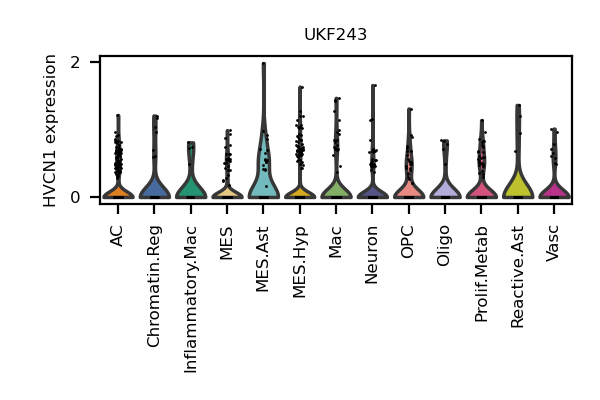 UKF243
HVCN1 expression
2
0
AC
Chromatin.Reg
Inflammatory.Mac
MES
MES.Ast
MES.Hyp
Mac
Neuron
OPC
Oligo
Prolif.Metab
Reactive.Ast
Vasc